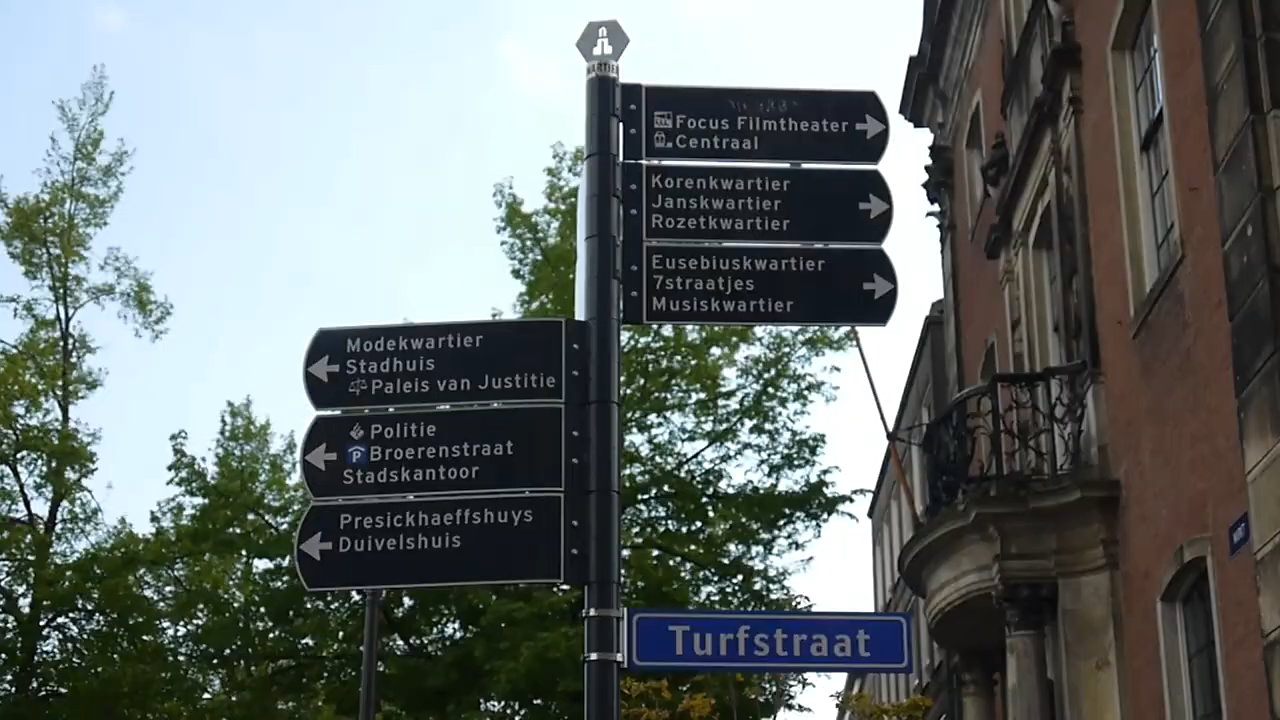 Focus Filmtheater
Centraal
Korenkwartier
Janskwartier
Rozetkwartier
Eusebiuskwartier
7straatjes
Musiskwartier
Modekwartier
Stadhuis
Paleis van Justitie
Politie
P Broerenstraat
Stadskantoor
Presickhaeffshuys
Duivelshuis
Turfstraat